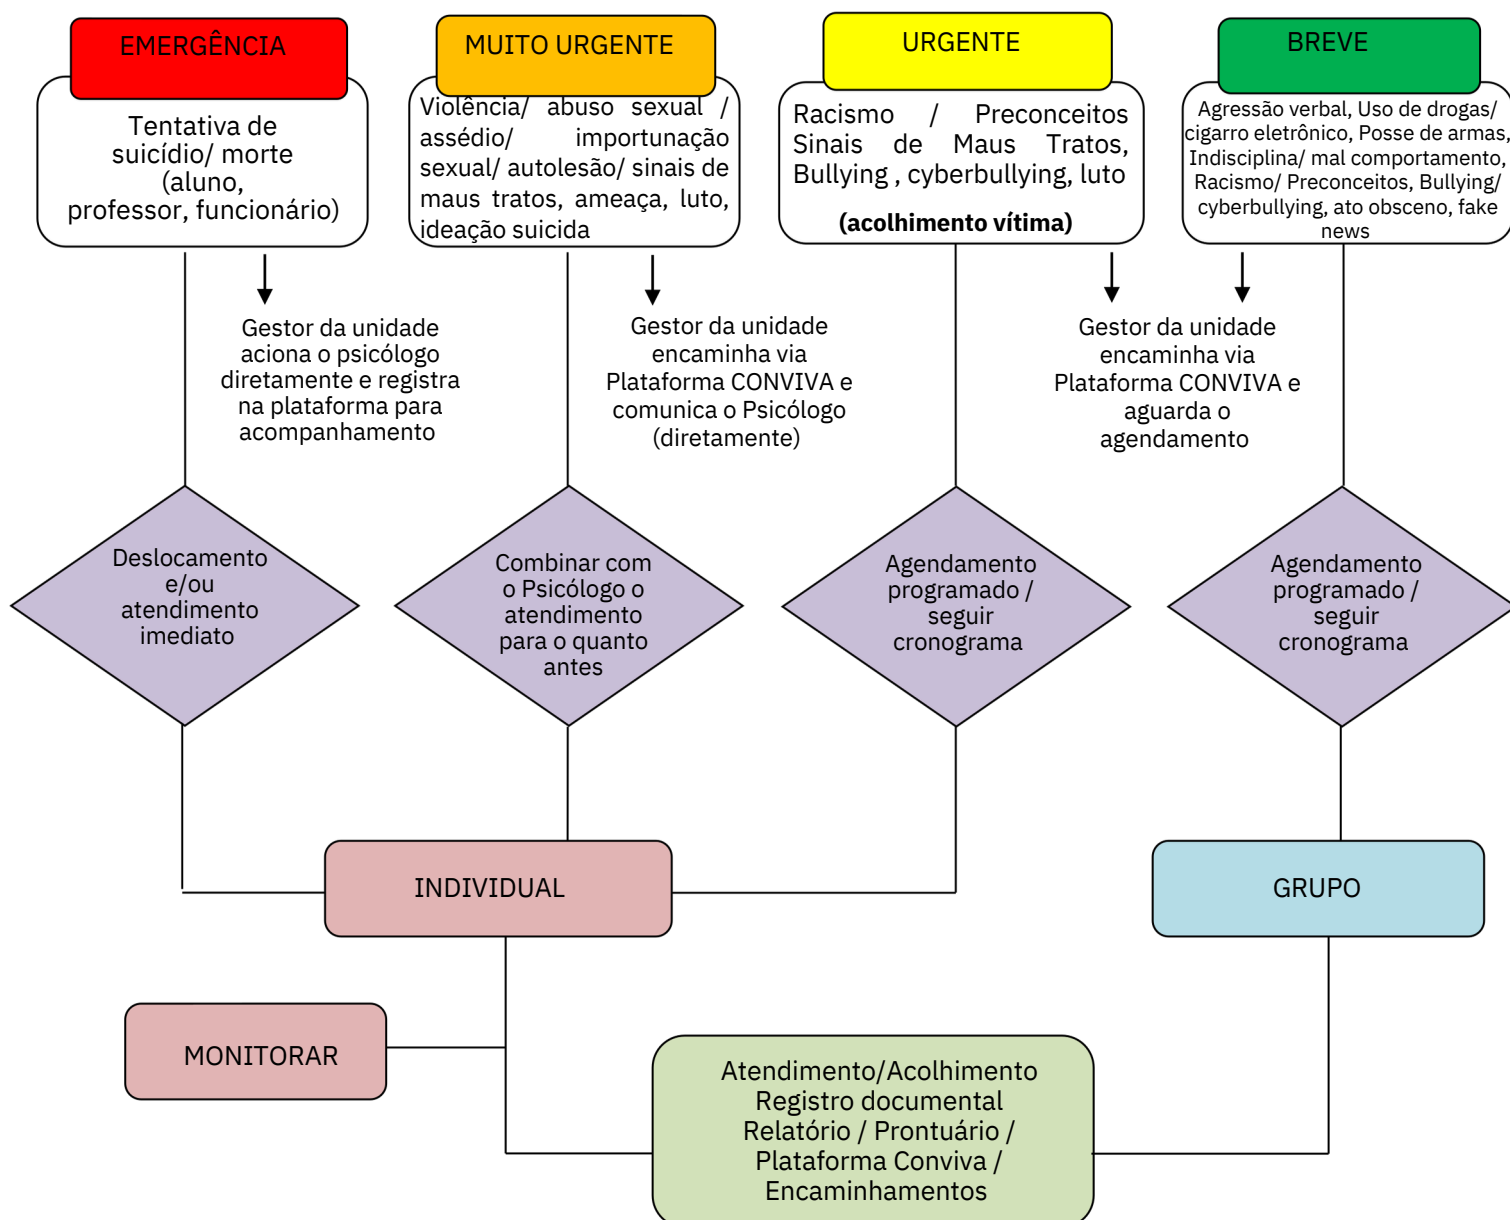 EMERGÊNCIA
Tentativa de
suicídio/ morte
(aluno,
professor, funcionário)
MUITO URGENTE
Violência/ abuso sexual /
assédio/ importunação
sexual/ autolesão/ sinais de
maus tratos, ameaça, luto,
ideação suicida
URGENTE
Racismo / Preconceitos
Sinais de Maus Tratos,
Bullying , cyberbullying, luto
(acolhimento vítima)
BREVE
Agressão verbal, Uso de drogas/
cigarro eletrônico, Posse de armas,
Indisciplina/ mal comportamento,
Racismo/ Preconceitos, Bullying/
cyberbullying, ato obsceno, fake
news
Gestor da unidade
aciona o psicólogo
diretamente e registra
na plataforma para
acompanhamento
Gestor da unidade
encaminha via
Plataforma CONVIVA e
comunica o Psicólogo
(diretamente)
Gestor da unidade
encaminha via
Plataforma CONVIVA e
aguarda o
agendamento
Deslocamento
e/ou
atendimento
imediato
Combinar com
o Psicólogo o
atendimento
para o quanto
antes
Agendamento
programado /
seguir
cronograma
Agendamento
programado /
seguir
cronograma
INDIVIDUAL
GRUPO
MONITORAR
Atendimento/Acolhimento
Registro documental
Relatório / Prontuário /
Plataforma Conviva /
Encaminhamentos